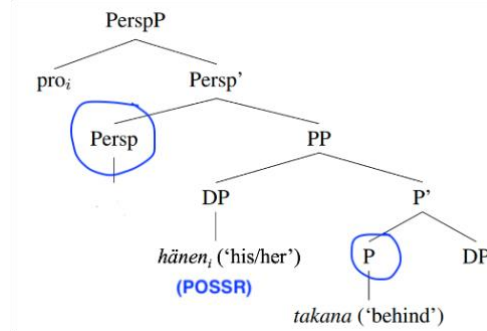 PerspP
proᵢ Persp'
Persp PP
DP P'
hänenᵢ ('his/her') P DP
(POSSR)
takana ('behind')